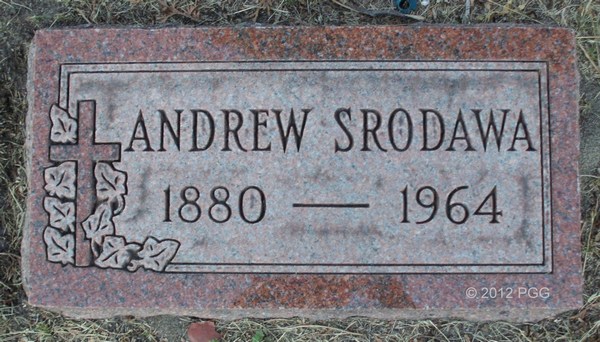 ANDREW SRODAWA
1880 — 1964
© 2012 PGG